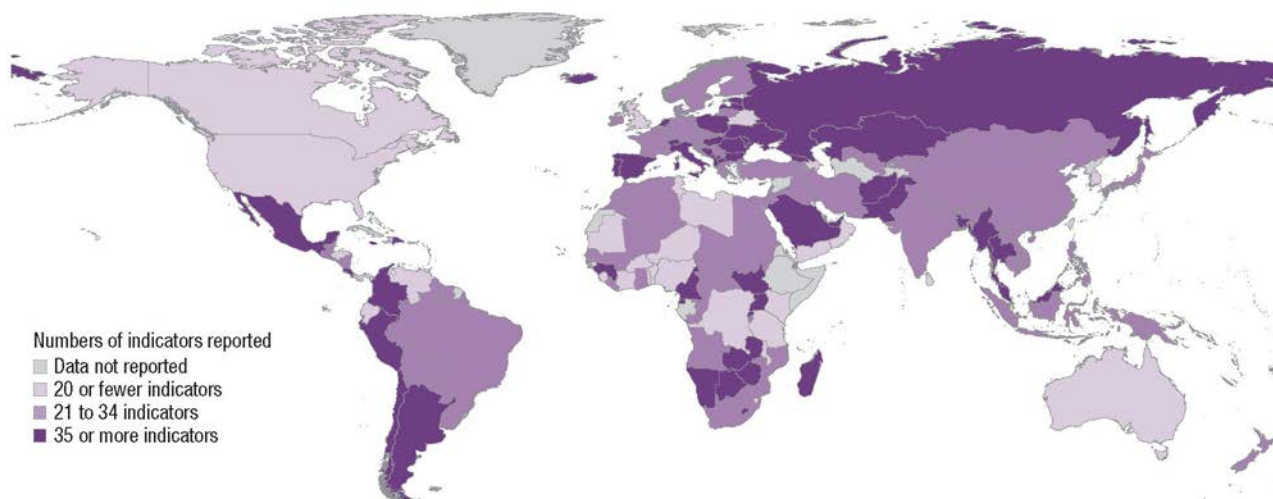 Numbers of indicators reported
Data not reported
20 or fewer indicators
21 to 34 indicators
35 or more indicators